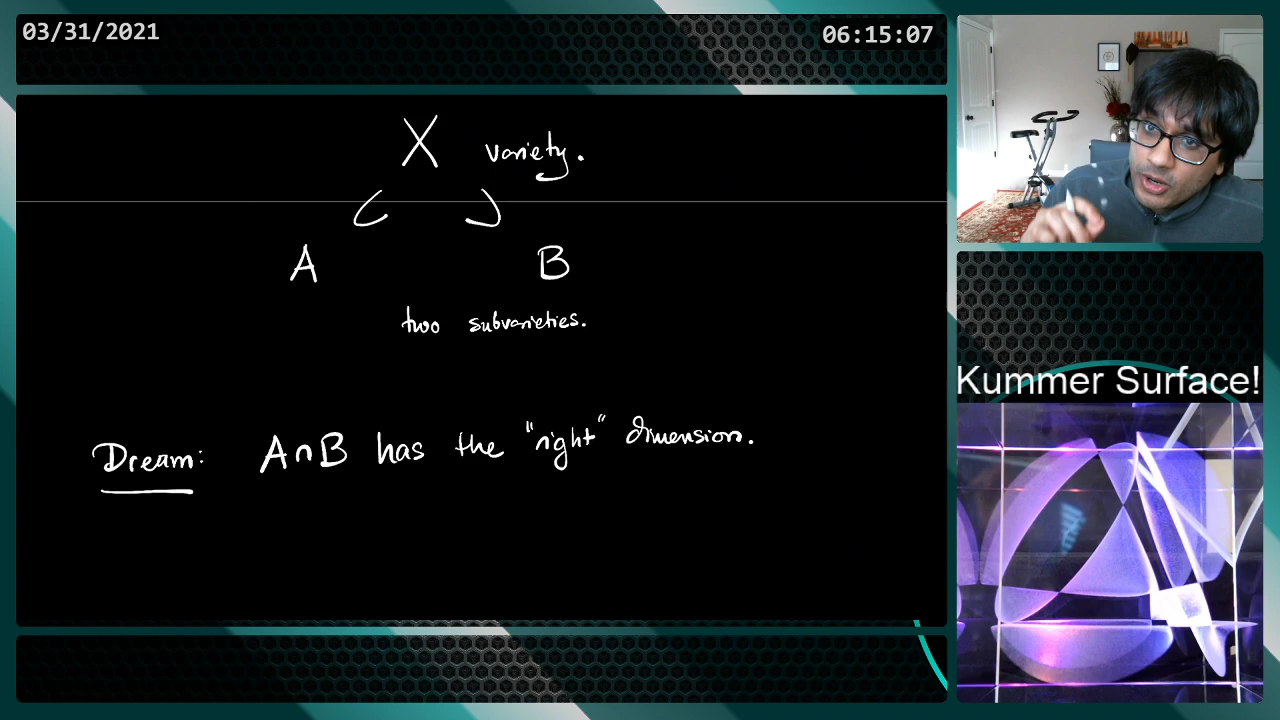 03/31/2021
06:15:07
X variety.
A B
two subvarieties.
Dream: A∩B has the "right" dimension.
Kummer Surface!